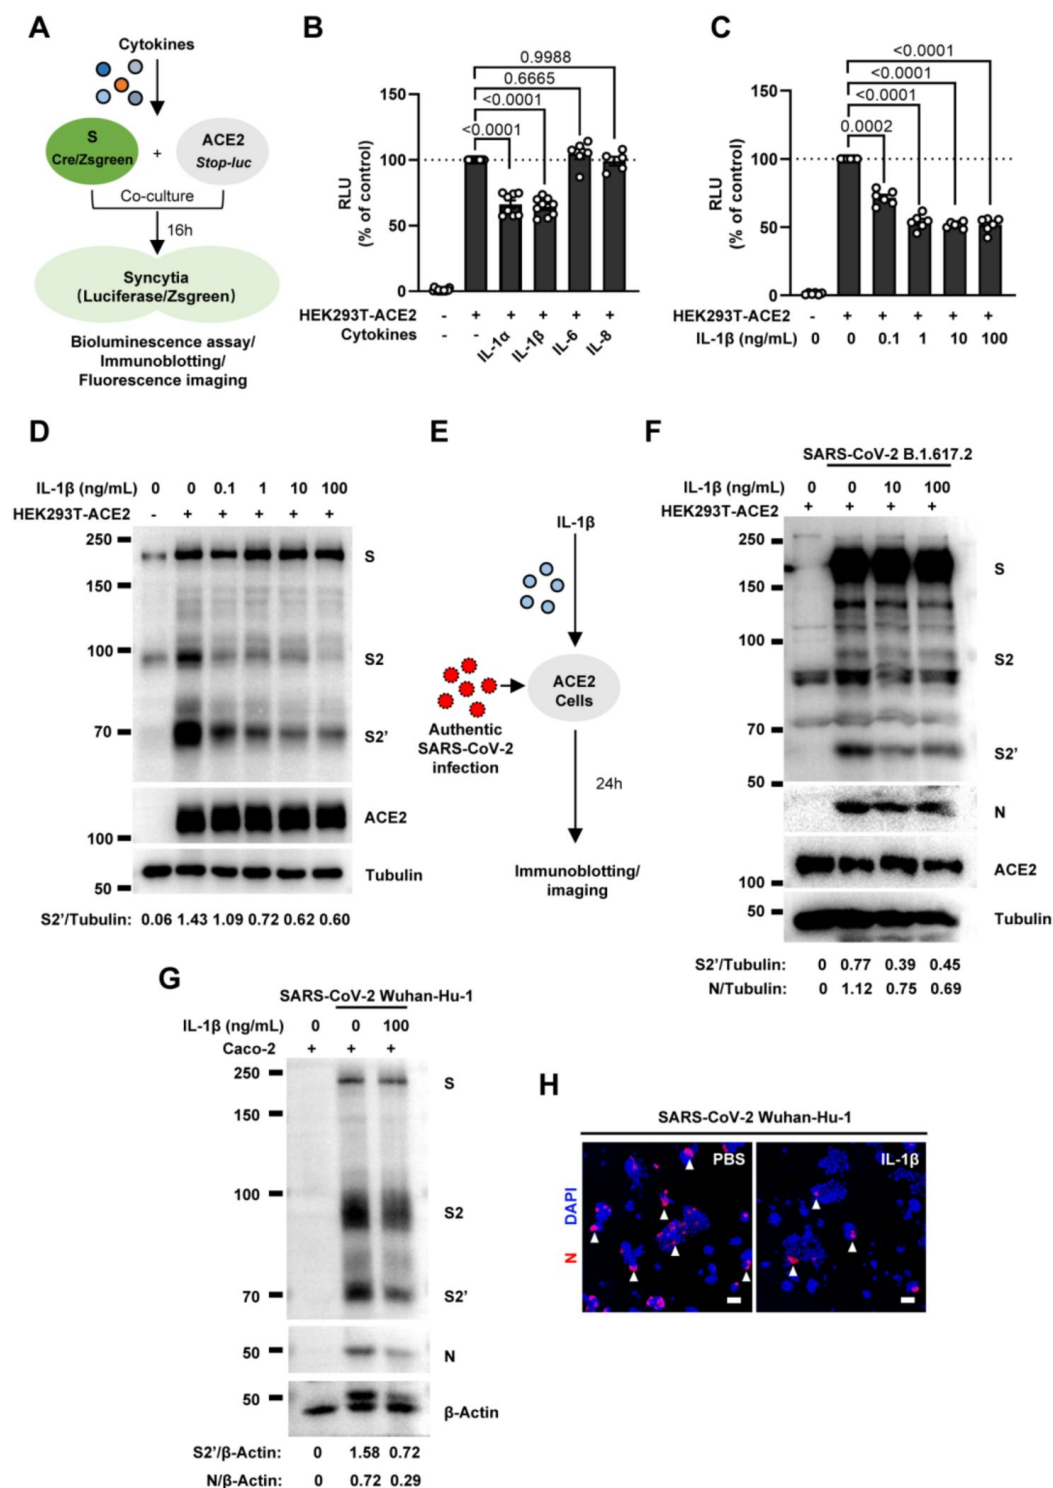 A
Cytokines
S
Cre/Zsgreen
+
ACE2
Stop-luc
Co-culture
16h
Syncytia
(Luciferase/Zsgreen)
Bioluminescence assay/
Immunoblotting/
Fluorescence imaging
B
0.9988
0.6665
<0.0001
<0.0001
RLU
(% of control)
150
100
50
0
HEK293T-ACE2 - + + + + +
Cytokines - - IL-1α IL-1β IL-6 IL-8
C
<0.0001
<0.0001
<0.0001
0.0002
RLU
(% of control)
150
100
50
0
HEK293T-ACE2 - + + + + +
IL-1β (ng/mL) 0 0 0.1 1 10 100
D
IL-1β (ng/mL) 0 0 0.1 1 10 100
HEK293T-ACE2 - + + + + +
250
S
150
100
S2
70
S2’
ACE2
100
Tubulin
50
S2’/Tubulin: 0.06 1.43 1.09 0.72 0.62 0.60
E
IL-1β
ACE2
Cells
Authentic
SARS-CoV-2
infection
24h
Immunoblotting/
imaging
F
SARS-CoV-2 B.1.617.2
IL-1β (ng/mL) 0 0 10 100
HEK293T-ACE2 + + + +
250
S
150
100
S2
70
S2’
50
N
ACE2
100
50
Tubulin
S2’/Tubulin: 0 0.77 0.39 0.45
N/Tubulin: 0 1.12 0.75 0.69
G
SARS-CoV-2 Wuhan-Hu-1
IL-1β (ng/mL) 0 0 100
Caco-2 + + +
250
S
150
100
S2
70
S2’
50
N
50
β-Actin
S2’/β-Actin: 0 1.58 0.72
N/β-Actin: 0 0.72 0.29
H
SARS-CoV-2 Wuhan-Hu-1
N DAPI
PBS
IL-1β